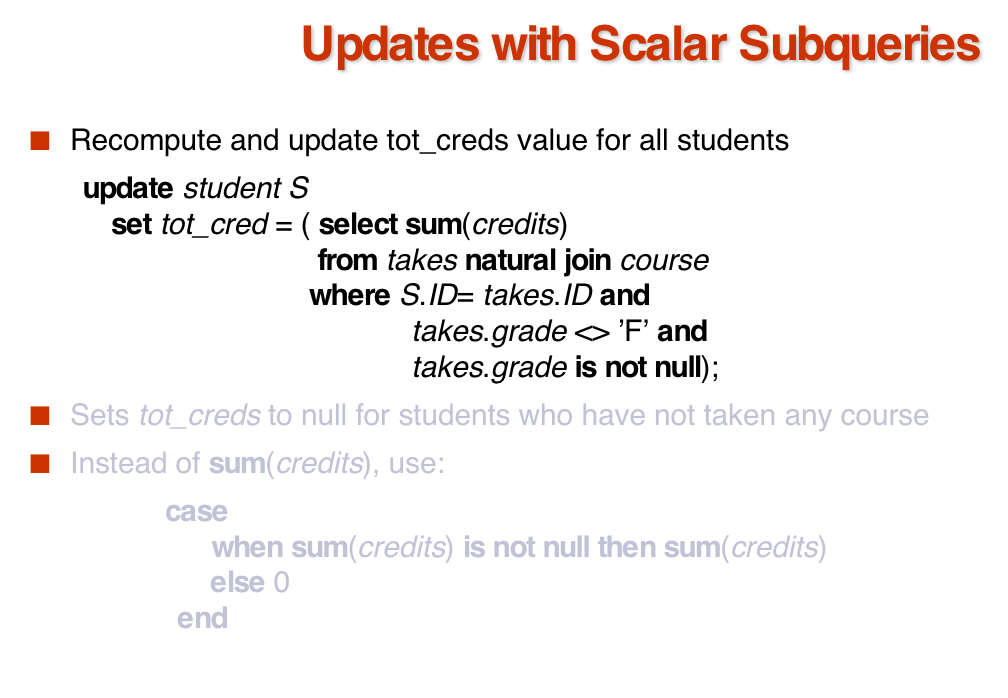 Updates with Scalar Subqueries
Recompute and update tot_creds value for all students
update student S
set tot_cred = ( select sum(credits)
from takes natural join course
where S.ID= takes.ID and
takes.grade <> ’F’ and
takes.grade is not null);
Sets tot_creds to null for students who have not taken any course
Instead of sum(credits), use:
case
when sum(credits) is not null then sum(credits)
else 0
end